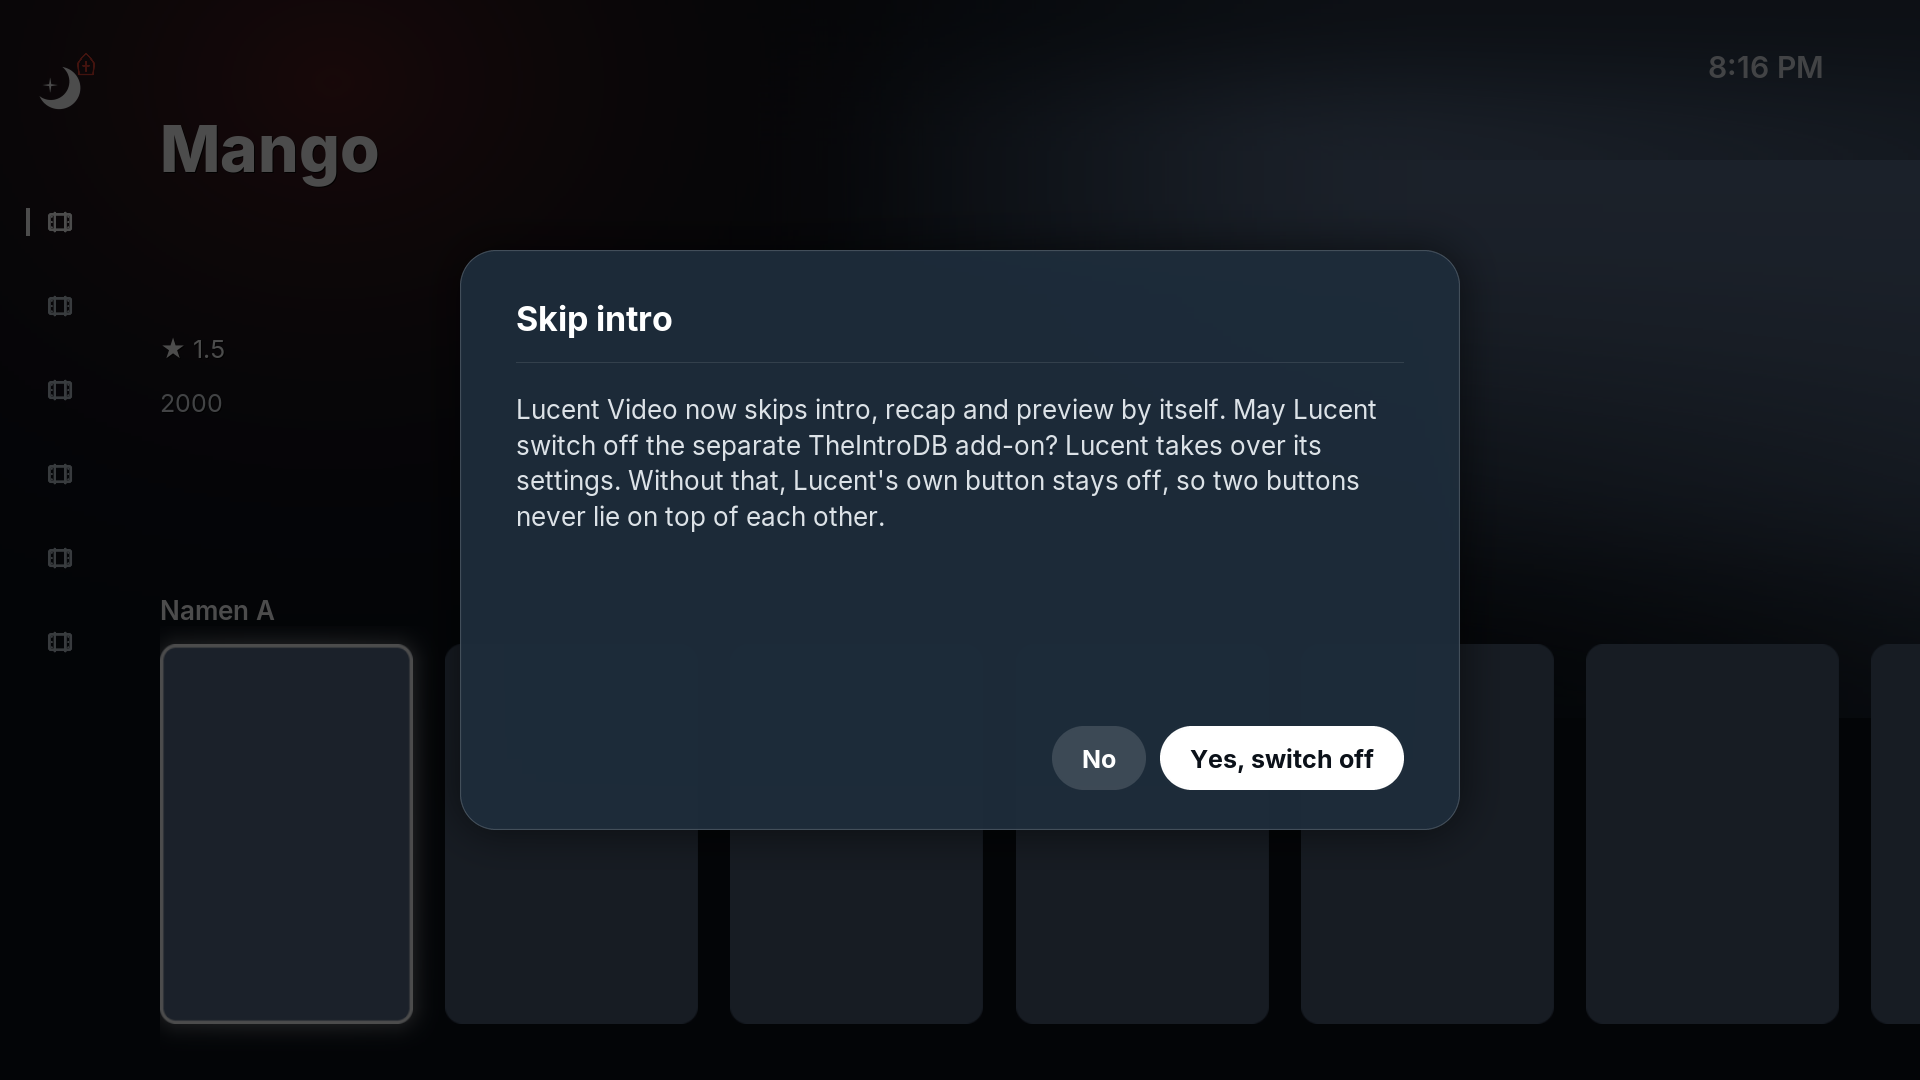 8:16 PM
Mango
★ 1.5
2000
Skip intro
Lucent Video now skips intro, recap and preview by itself. May Lucent
switch off the separate TheIntroDB add-on? Lucent takes over its
settings. Without that, Lucent's own button stays off, so two buttons
never lie on top of each other.
Namen A
No
Yes, switch off